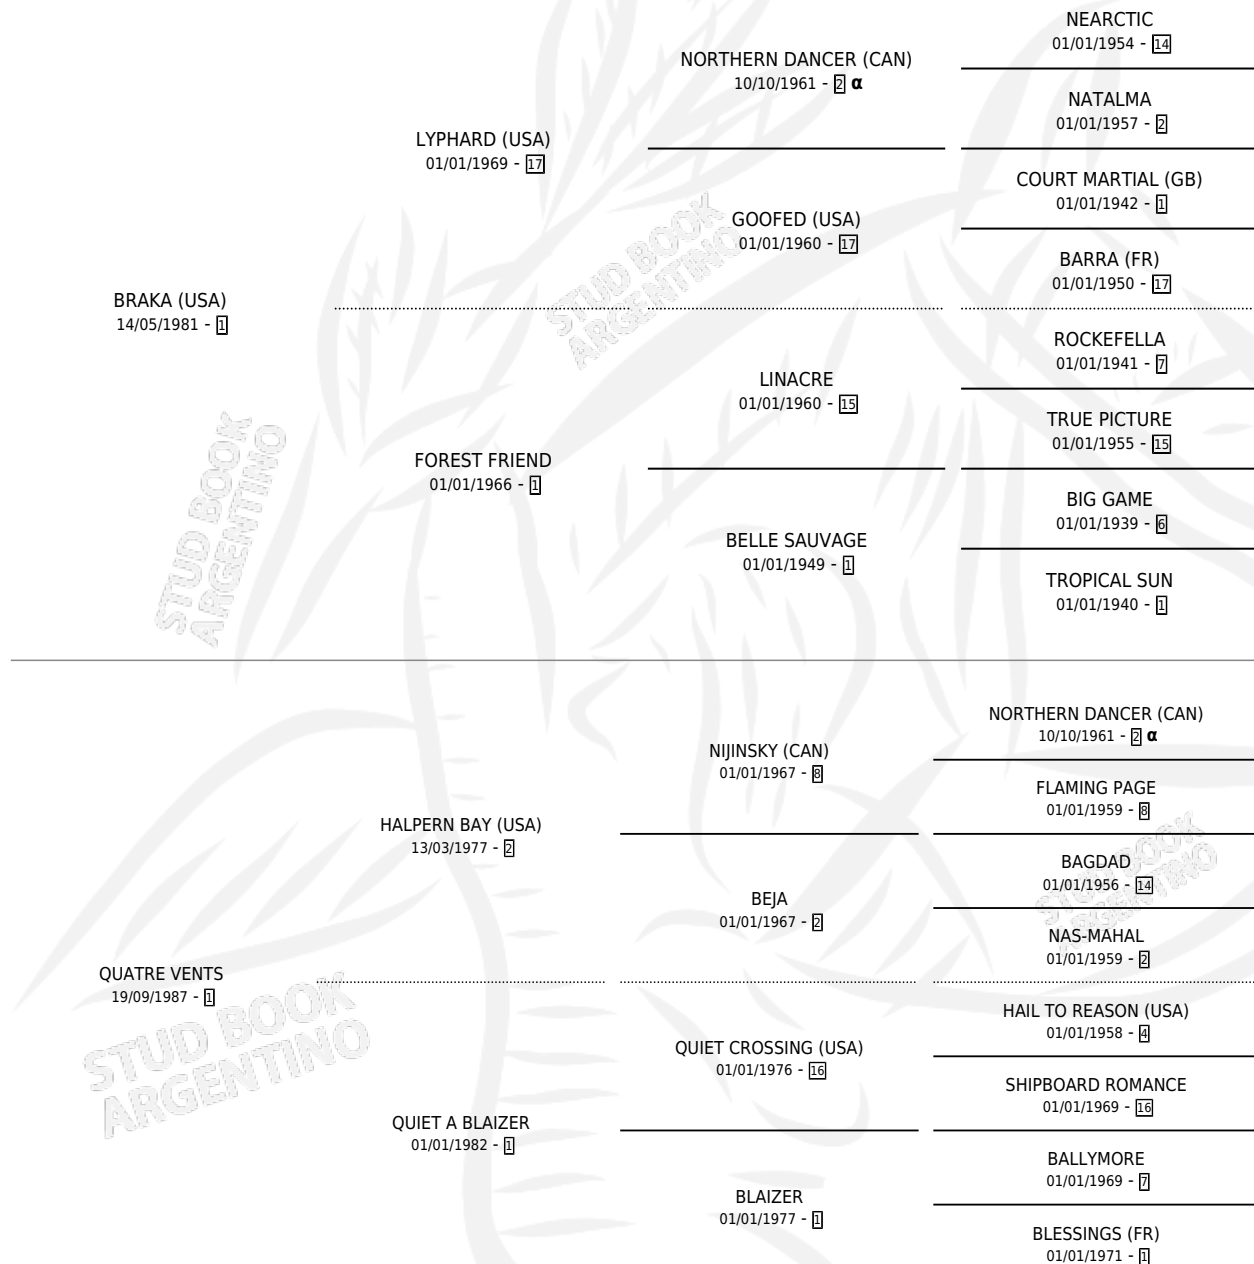 NEARCTIC
01/01/1954 - 14
NORTHERN DANCER (CAN)
10/10/1961 - 2 α
NATALMA
01/01/1957 - 2
LYPHARD (USA)
01/01/1969 - 17
COURT MARTIAL (GB)
01/01/1942 - 1
GOOFED (USA)
01/01/1960 - 17
BARRA (FR)
01/01/1950 - 17
BRAKA (USA)
14/05/1981 - 1
ROCKEFELLA
01/01/1941 - 7
LINACRE
01/01/1960 - 15
TRUE PICTURE
01/01/1955 - 15
FOREST FRIEND
01/01/1966 - 1
BIG GAME
01/01/1939 - 6
BELLE SAUVAGE
01/01/1949 - 1
TROPICAL SUN
01/01/1940 - 1
NORTHERN DANCER (CAN)
10/10/1961 - 2 α
NIJINSKY (CAN)
01/01/1967 - 8
FLAMING PAGE
01/01/1959 - 8
HALPERN BAY (USA)
13/03/1977 - 2
BAGDAD
01/01/1956 - 14
BEJA
01/01/1967 - 2
NAS-MAHAL
01/01/1959 - 2
QUATRE VENTS
19/09/1987 - 1
HAIL TO REASON (USA)
01/01/1958 - 4
QUIET CROSSING (USA)
01/01/1976 - 16
SHIPBOARD ROMANCE
01/01/1969 - 16
QUIET A BLAIZER
01/01/1982 - 1
BALLYMORE
01/01/1969 - 7
BLAIZER
01/01/1977 - 1
BLESSINGS (FR)
01/01/1971 - 1
STUD BOOK
ARGENTINO
STUD BOOK
ARGENTINO
STUD BOOK
ARGENTINO
STUD BOOK
ARGENTINO